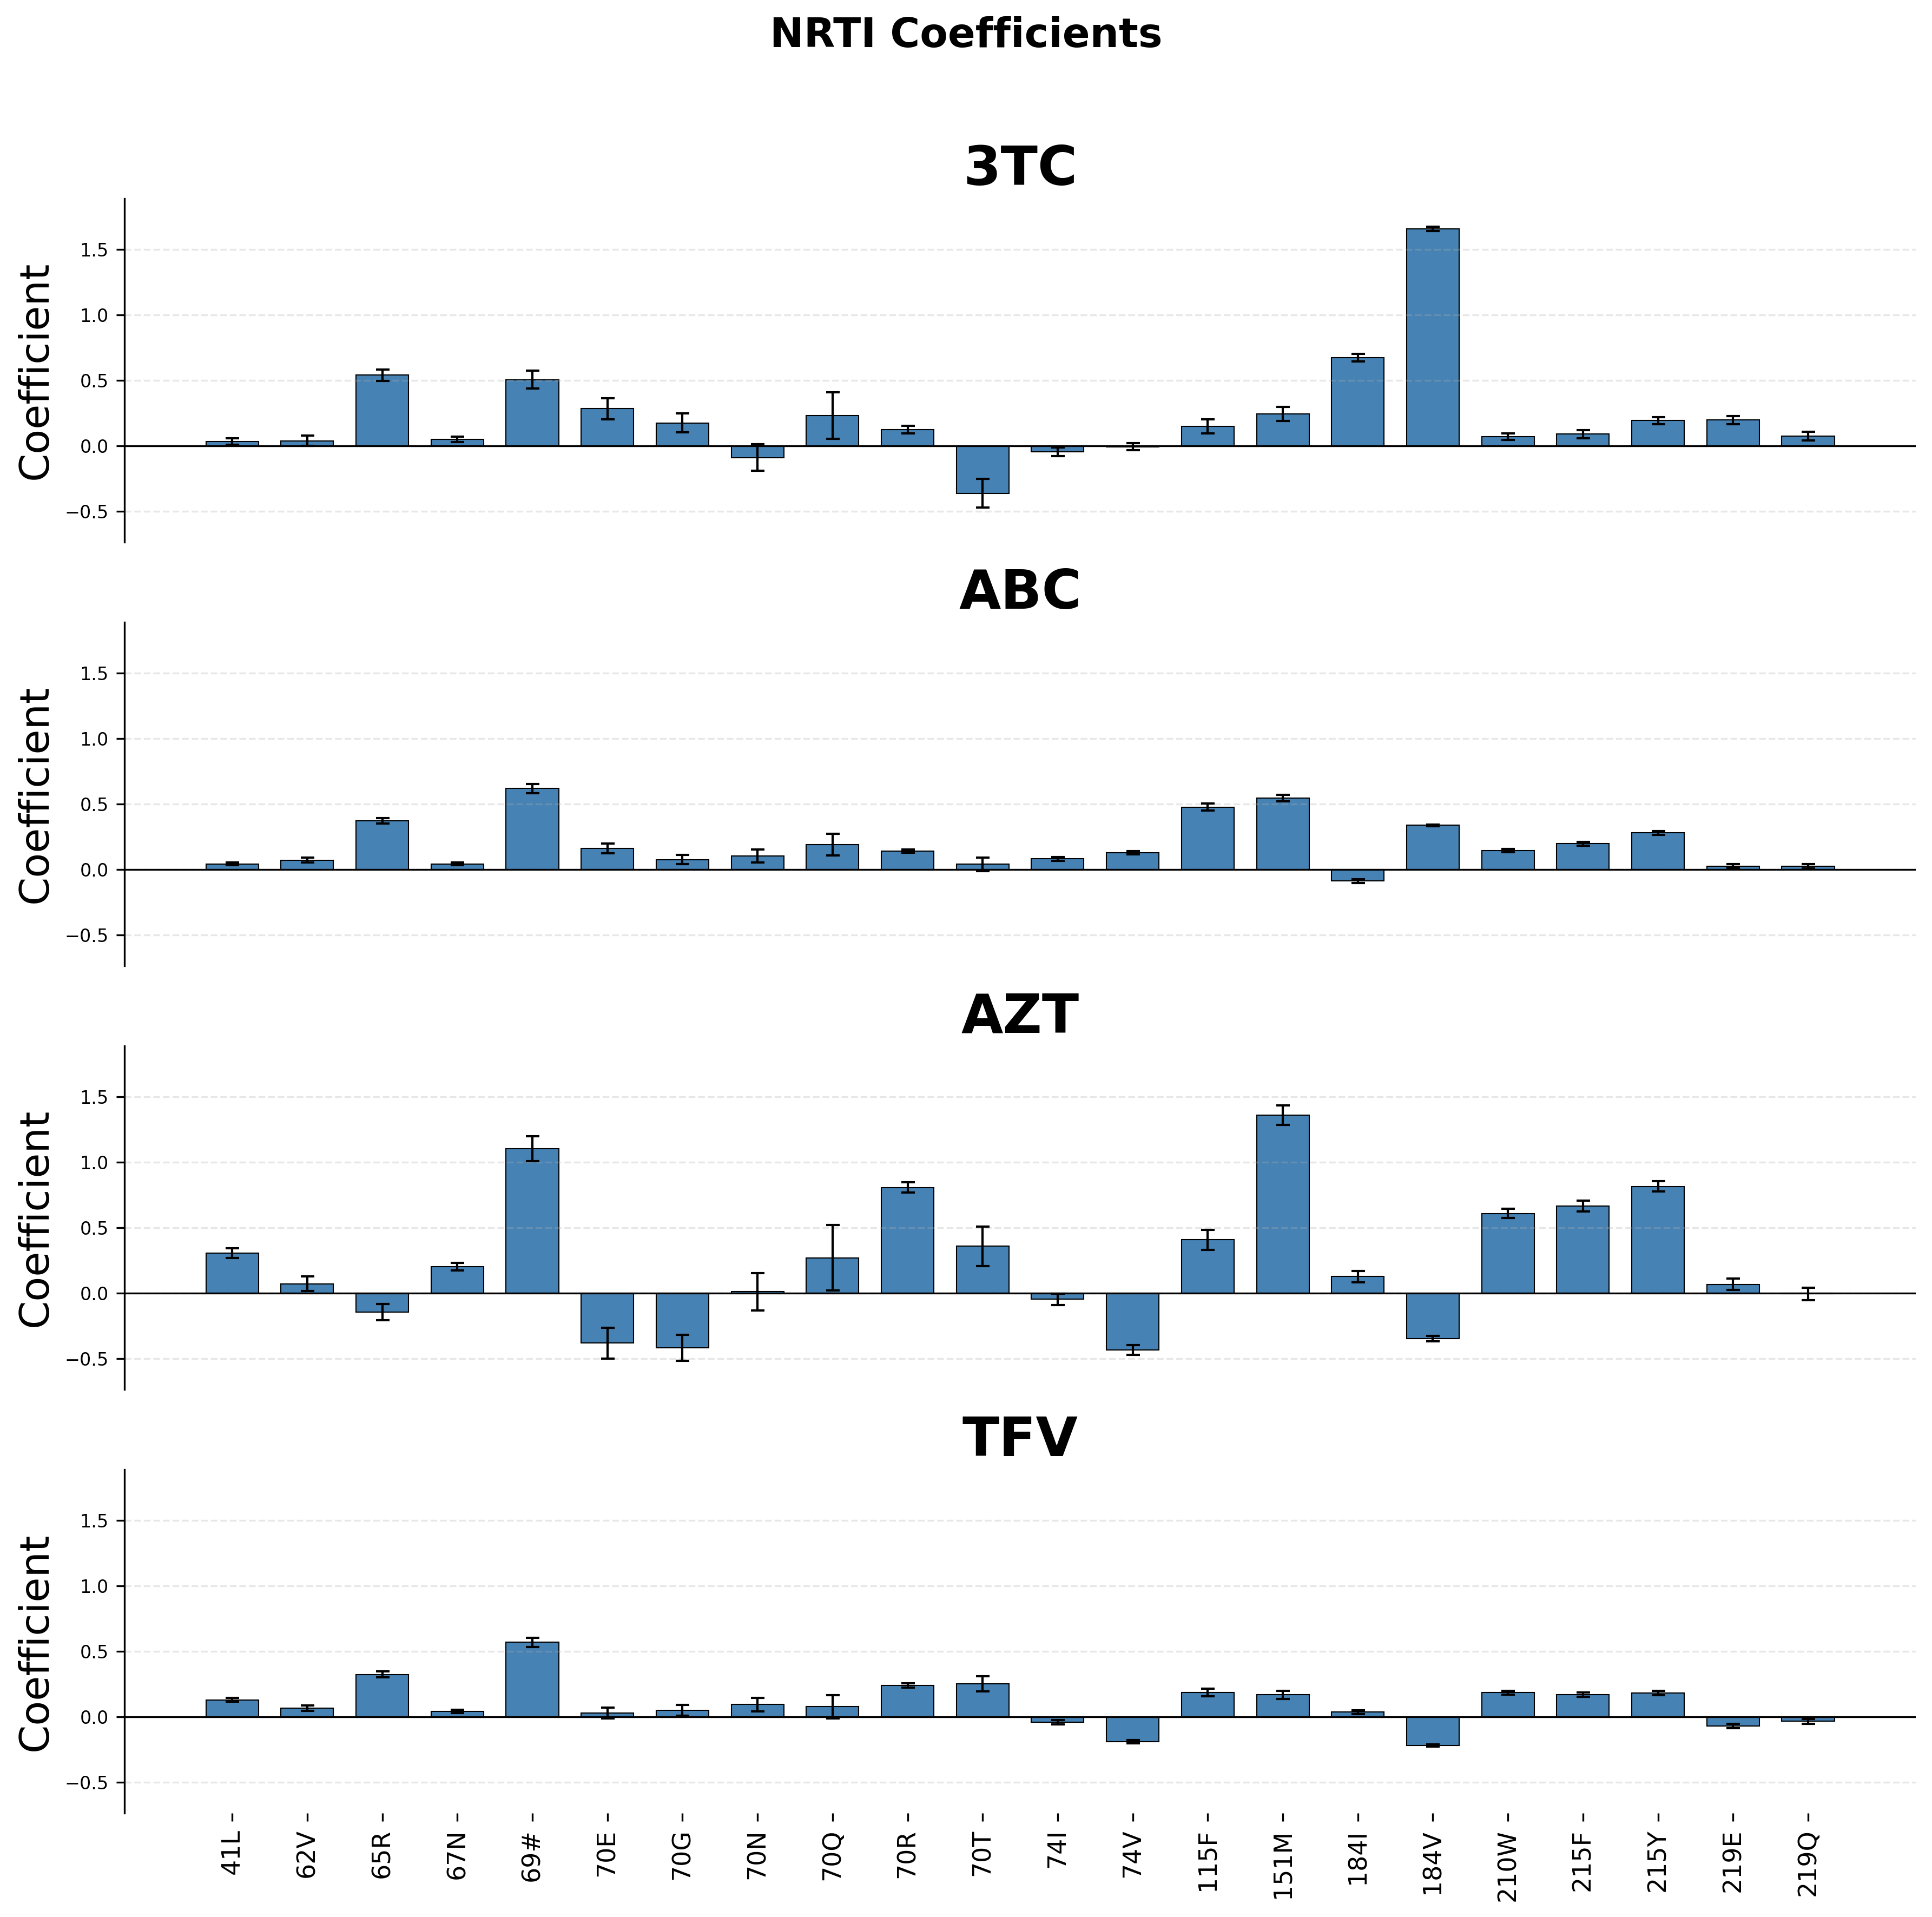 NRTI Coefficients
3TC
Coefficient
1.5
1.0
0.5
0.0
−0.5
ABC
Coefficient
1.5
1.0
0.5
0.0
−0.5
AZT
Coefficient
1.5
1.0
0.5
0.0
−0.5
TFV
Coefficient
1.5
1.0
0.5
0.0
−0.5
41L
62V
65R
67N
69#
70E
70G
70N
70Q
70R
70T
74I
74V
115F
151M
184I
184V
210W
215F
215Y
219E
219Q